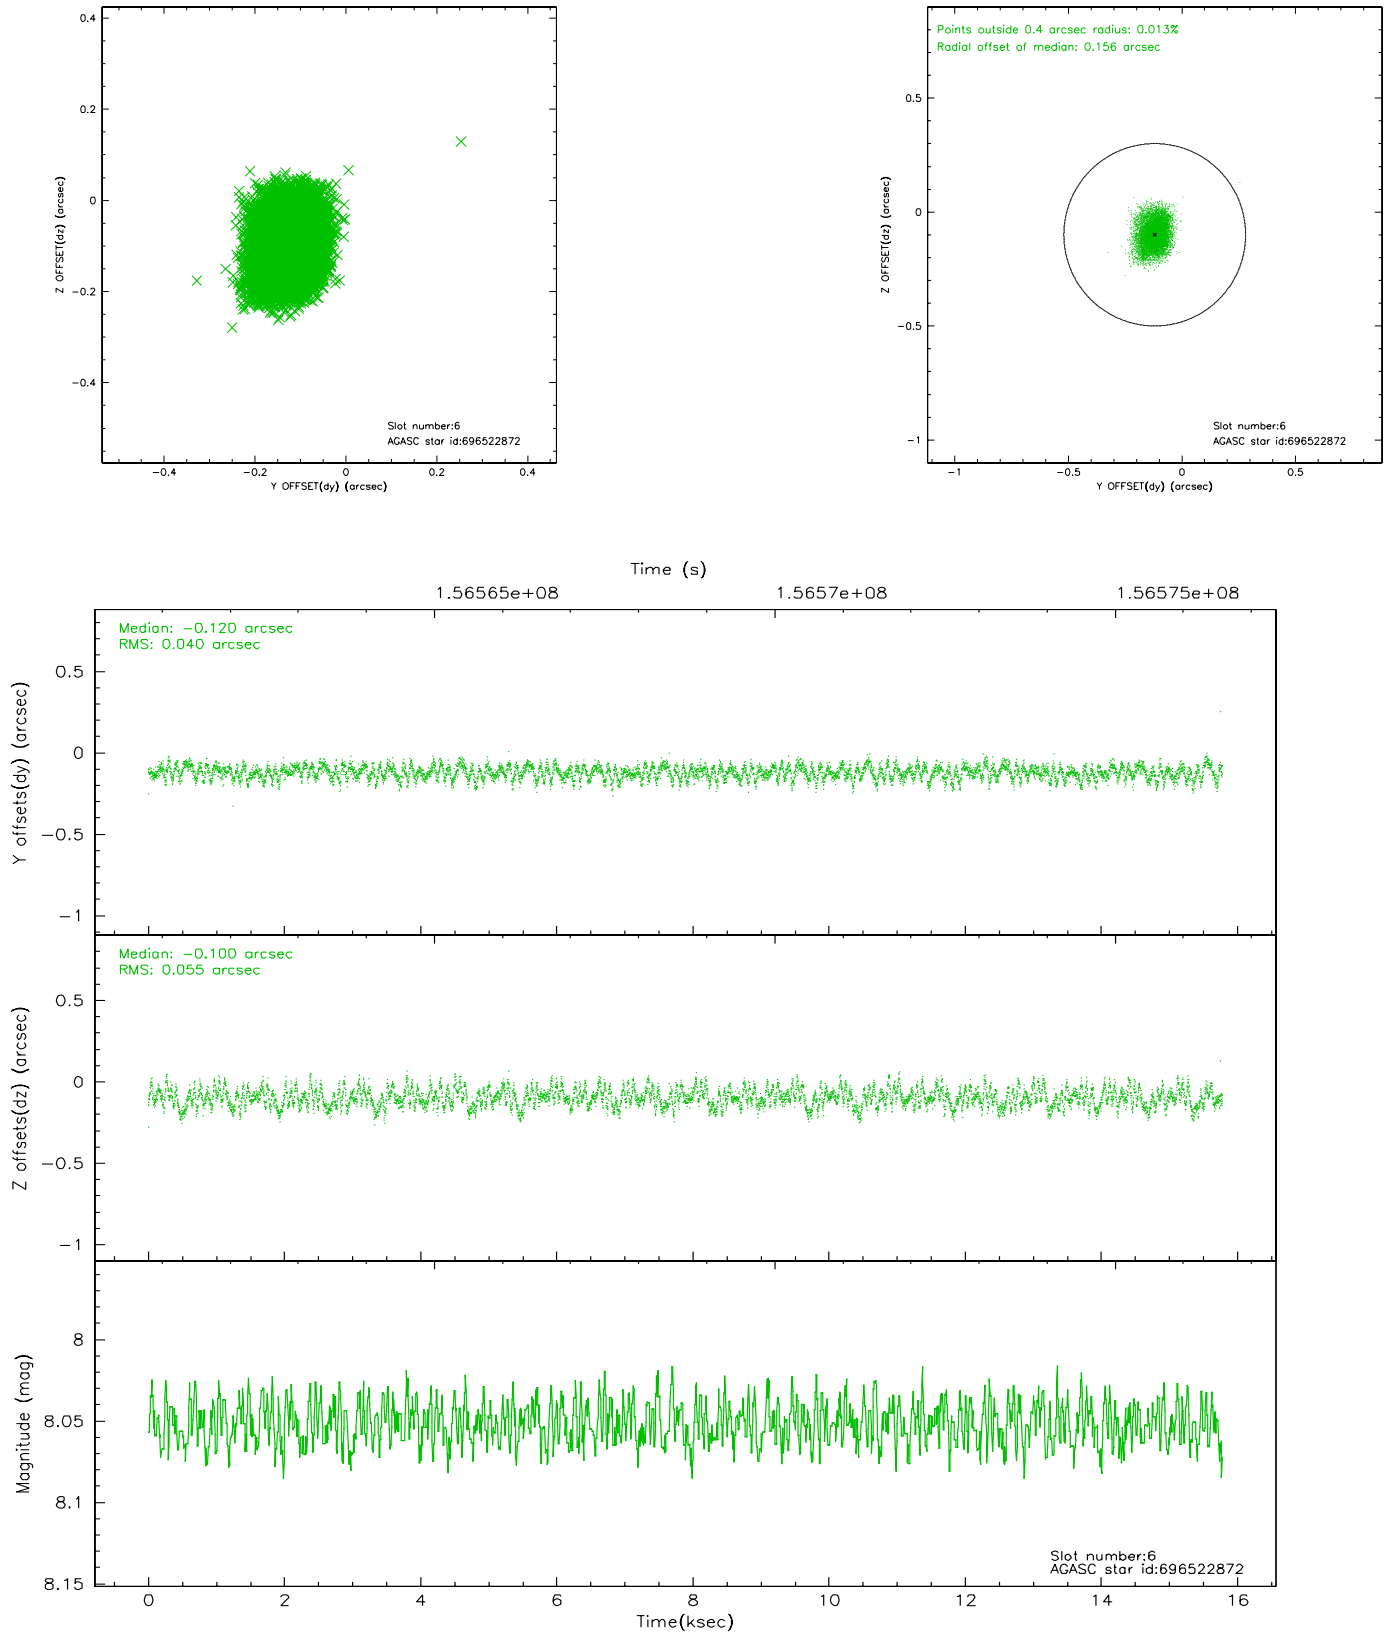 0.4
0.2
0
−0.2
−0.4
Z OFFSET(dz) (arcsec)
Slot number:6
AGASC star id:696522872
−0.4 −0.2 0 0.2 0.4
Y OFFSET(dy) (arcsec)
Points outside 0.4 arcsec radius: 0.013%
Radial offset of median: 0.156 arcsec
0.5
0
−0.5
−1
Z OFFSET(dz) (arcsec)
Slot number:6
AGASC star id:696522872
−1 −0.5 0 0.5
Y OFFSET(dy) (arcsec)
Time (s)
1.56565e+08 1.5657e+08 1.56575e+08
Median: −0.120 arcsec
RMS: 0.040 arcsec
0.5
0
−0.5
−1
Y offsets(dy) (arcsec)
Median: −0.100 arcsec
RMS: 0.055 arcsec
0.5
0
−0.5
−1
Z offsets(dz) (arcsec)
8
8.05
8.1
8.15
Magnitude (mag)
Slot number:6
AGASC star id:696522872
0 2 4 6 8 10 12 14 16
Time(ksec)